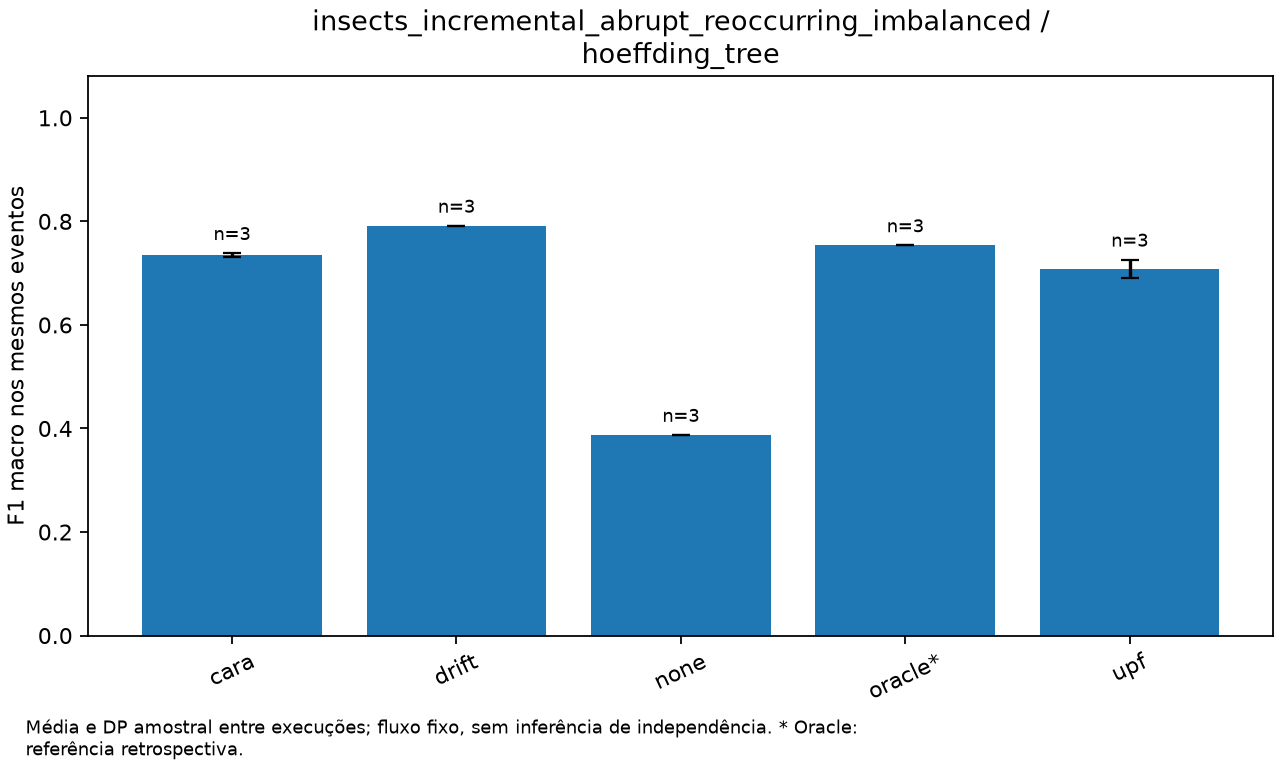 insects_incremental_abrupt_reoccurring_imbalanced /
hoeffding_tree
F1 macro nos mesmos eventos
1.0
0.8
0.6
0.4
0.2
0.0
n=3
n=3
n=3
n=3
n=3
cara
drift
none
oracle*
upf
Média e DP amostral entre execuções; fluxo fixo, sem inferência de independência. * Oracle:
referência retrospectiva.